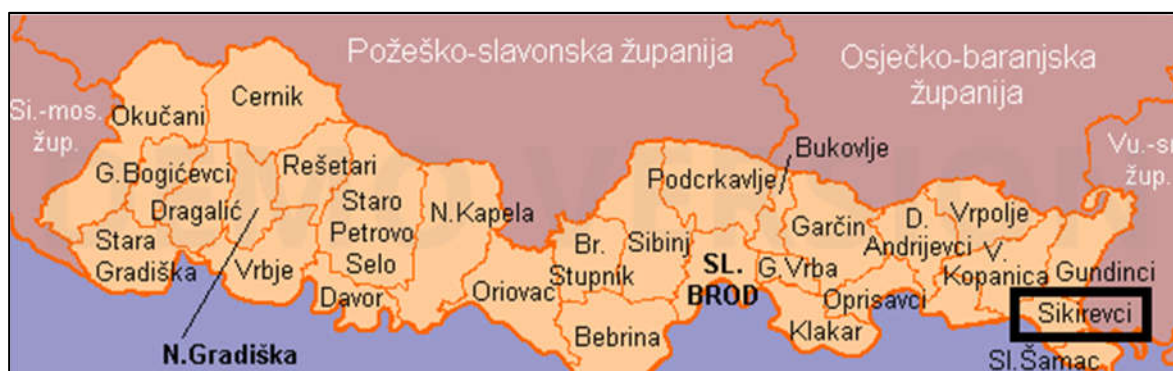 Požeško-slavonska županija
Osječko-baranjska
županija
Si.-mos.
žup.
Vu.-sr
žup.
Okučani
Cernik
G.Bogićevci
Rešetari
Dragalić
Staro
Petrovo
Selo
Stara
Gradiška
Vrbje
Davor
N.Gradiška
N.Kapela
Oriovac
Br.
Stupnik
Sibinj
Bebrina
Podcrkavlje
Bukovlje
SL.
BROD
Garčin
G.Vrba
Klakar
Oprisavci
D.
Andrijevci
Vrpolje
V.
Kopanica
Gundinci
Sikirevci
Sl.Šamac